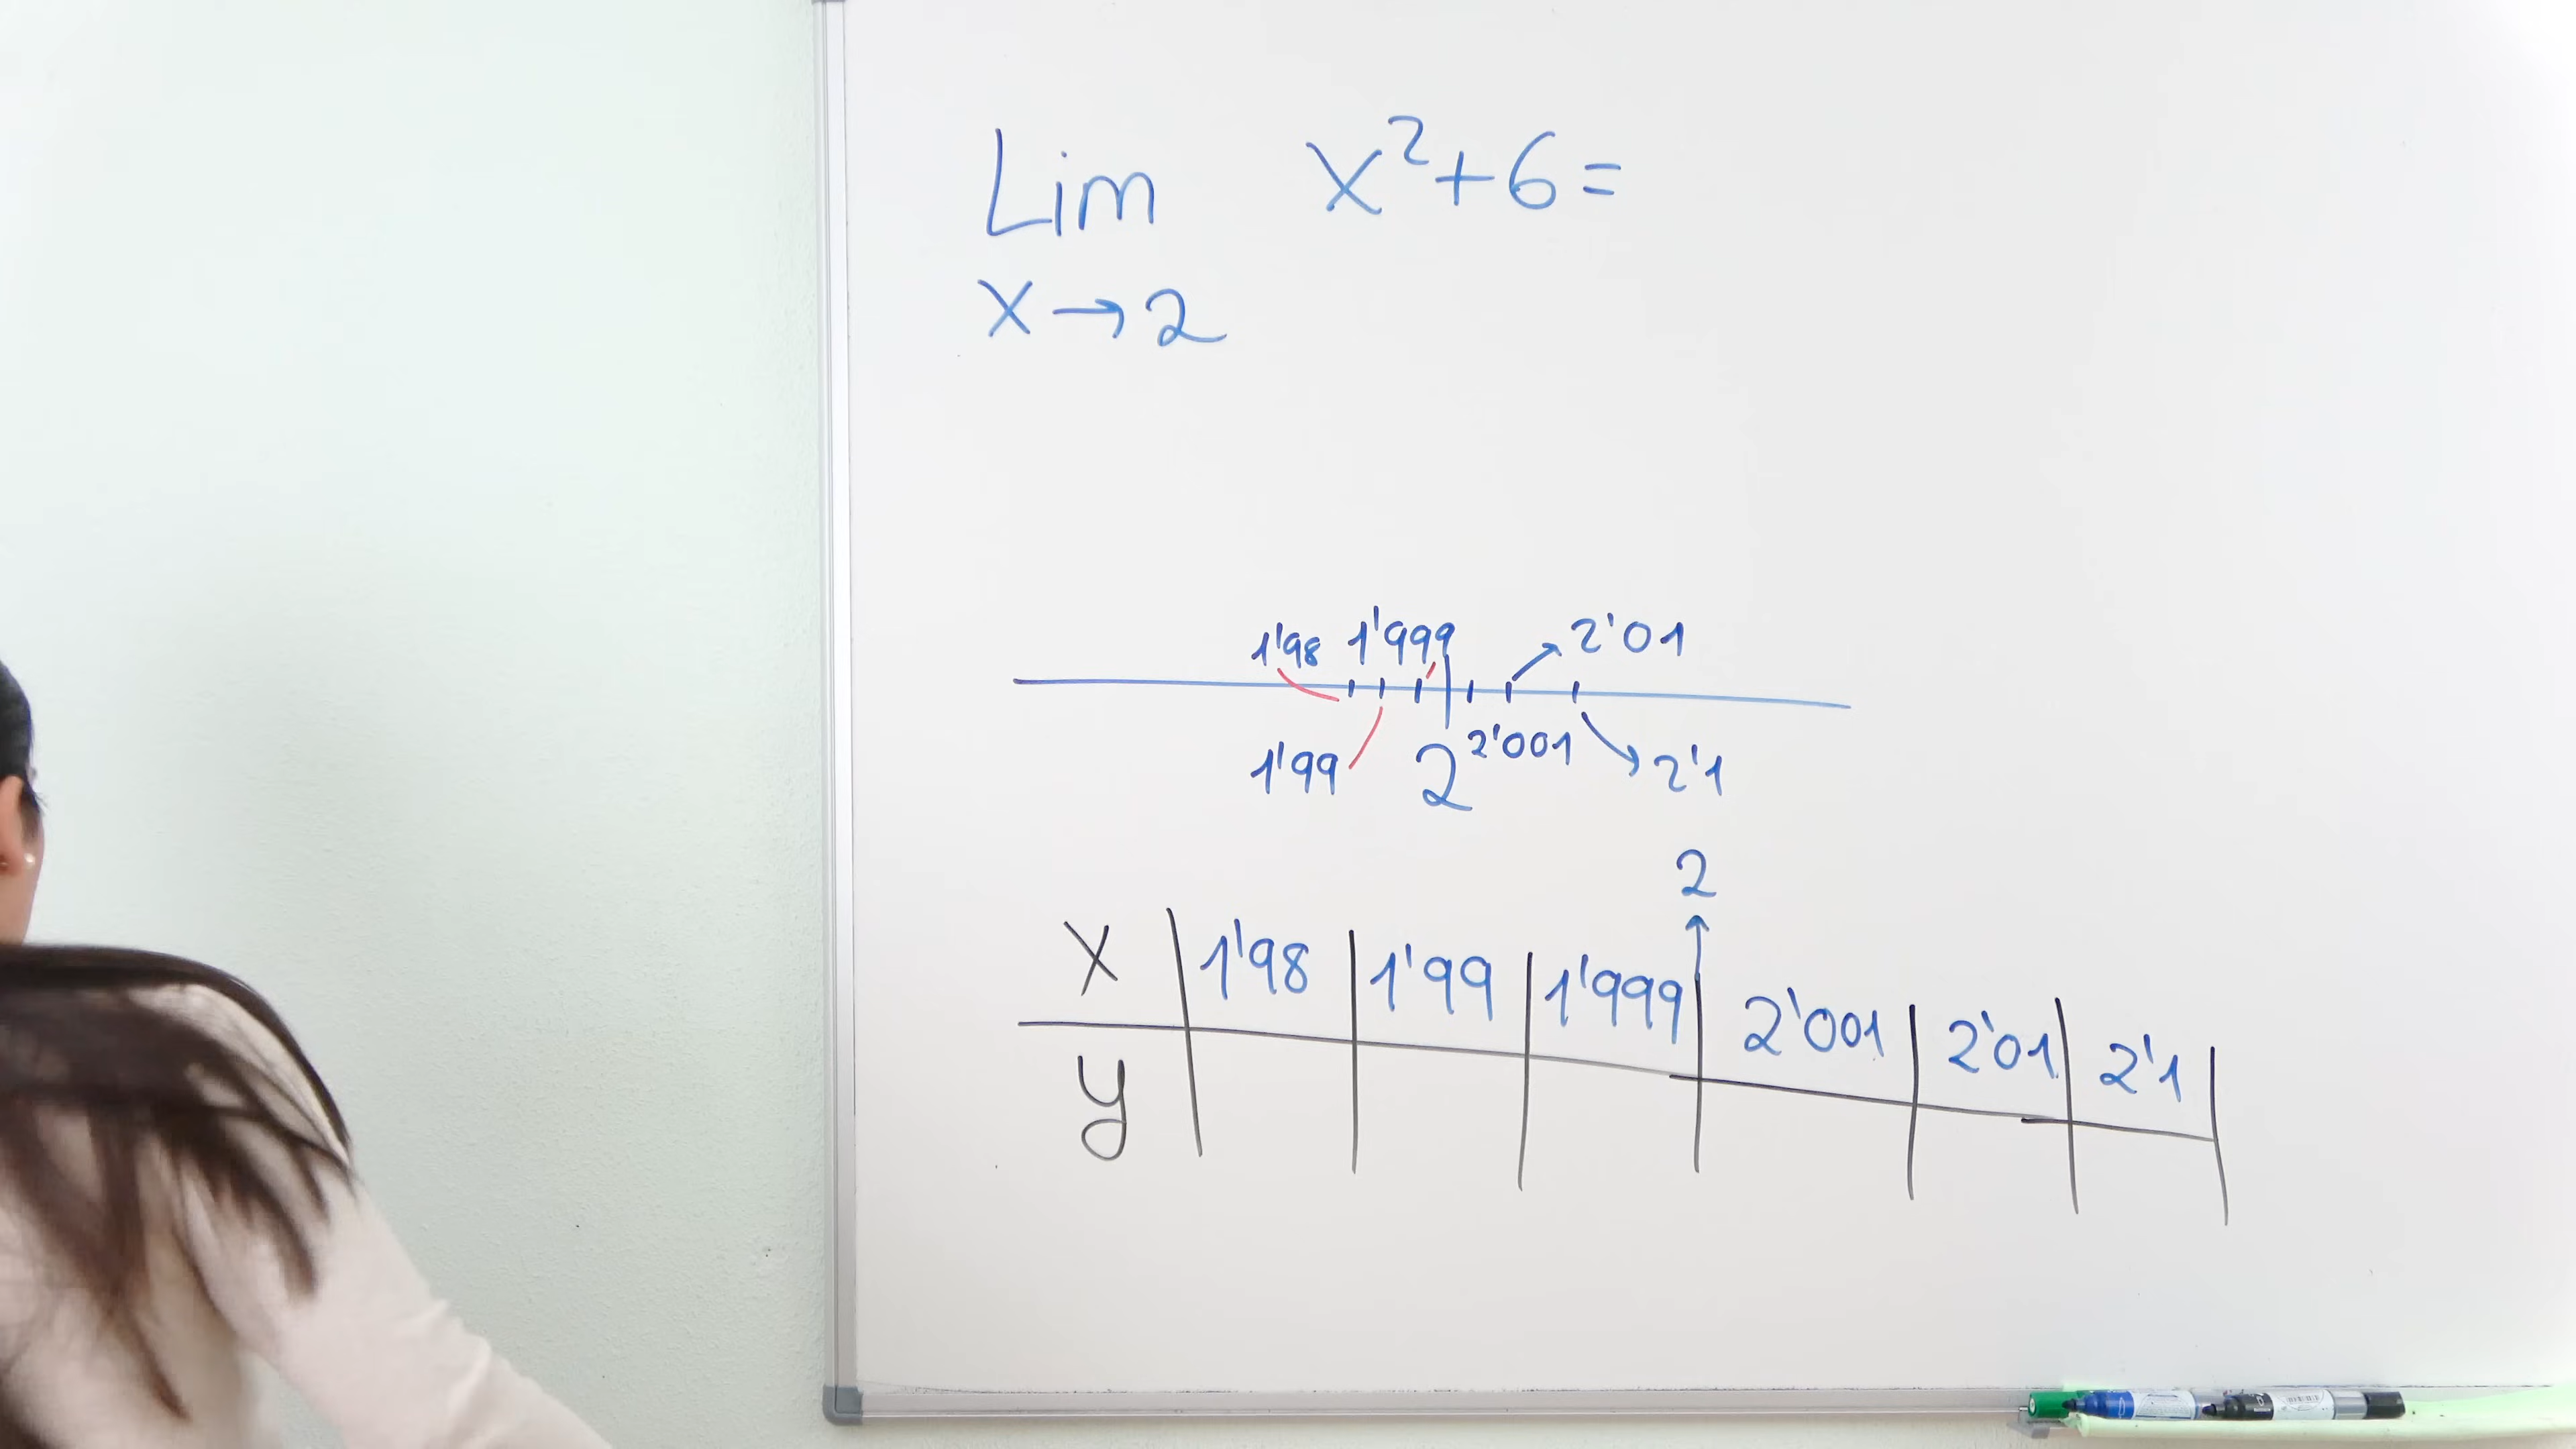 Lim x²+6=
x→2
1'98 1'999 2'01
1'99 2 2'001 2'1
2
x 1'98 1'99 1'999 2'001 2'01 2'1
y